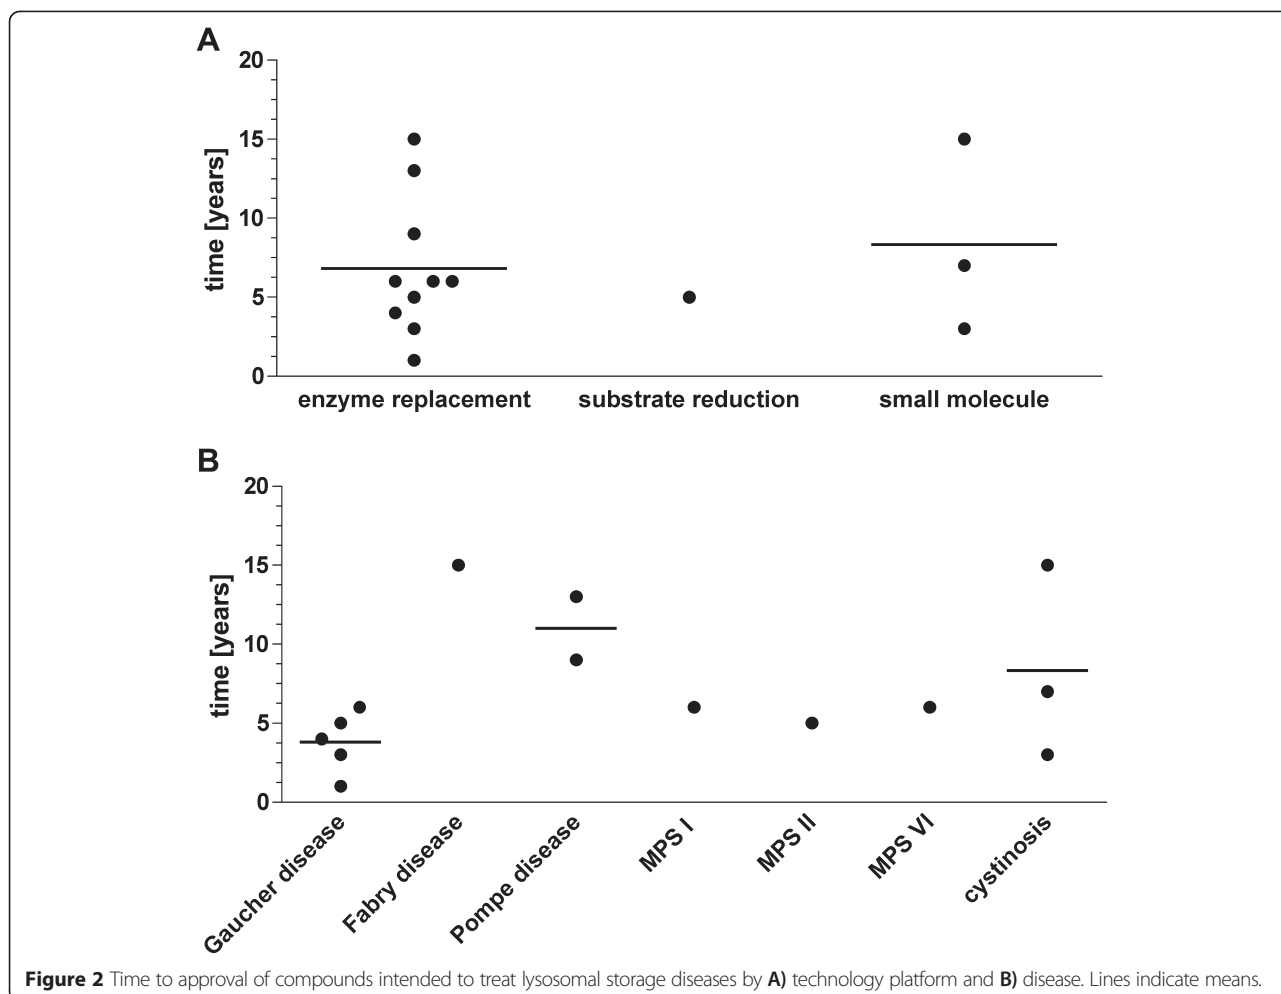 A
20
15
10
5
0
time [years]
enzyme replacement substrate reduction small molecule
B
20
15
10
5
0
time [years]
Gaucher disease
Fabry disease
Pompe disease
MPS I
MPS II
MPS VI
cystinosis
Figure 2 Time to approval of compounds intended to treat lysosomal storage diseases by A) technology platform and B) disease. Lines indicate means.